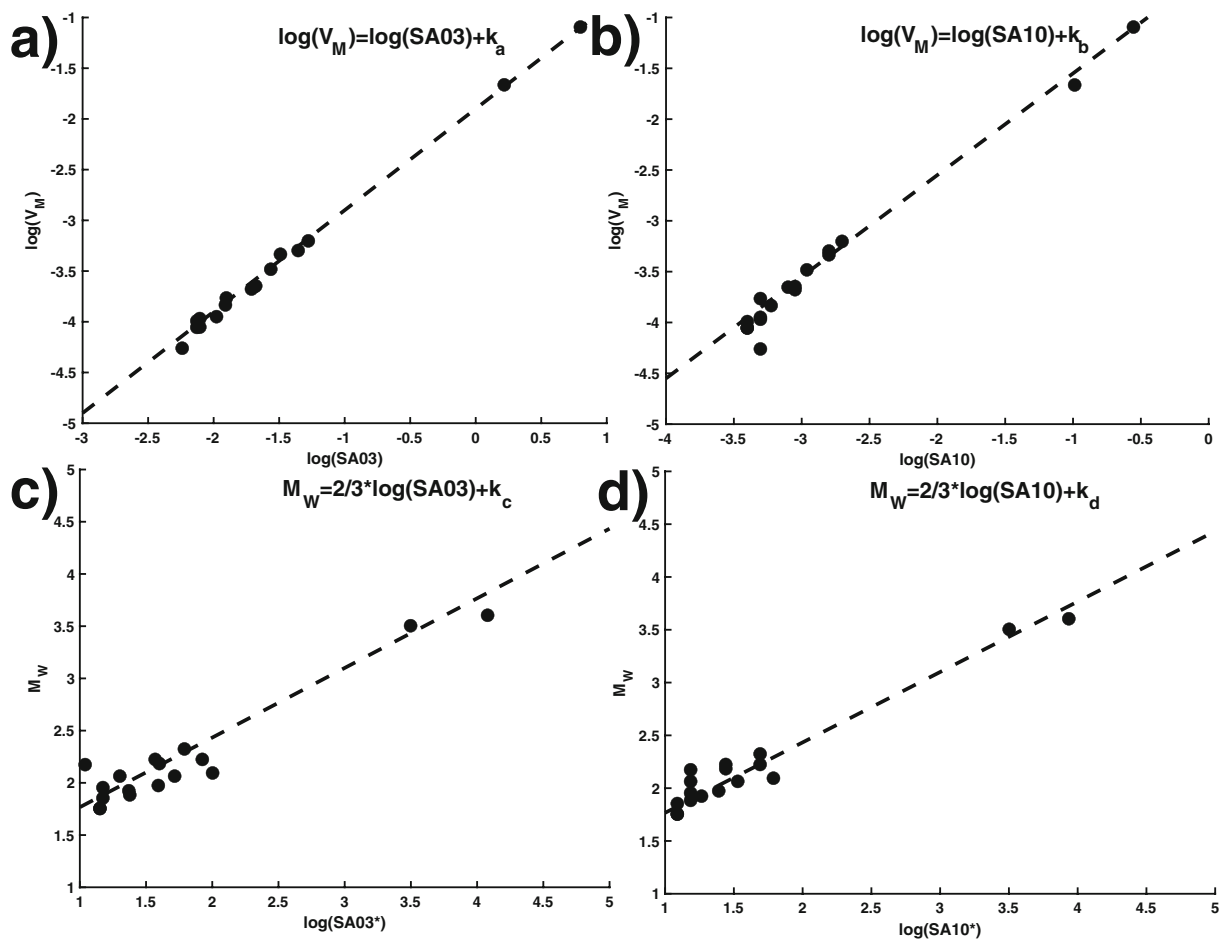 a)
log(V_M)=log(SA03)+k_a
-1
-1.5
-2
-2.5
-3
-3.5
-4
-4.5
-5
log(V_M)
-3 -2.5 -2 -1.5 -1 -0.5 0 0.5 1
log(SA03)
b)
log(V_M)=log(SA10)+k_b
-1
-1.5
-2
-2.5
-3
-3.5
-4
-4.5
-5
log(V_M)
-4 -3.5 -3 -2.5 -2 -1.5 -1 -0.5 0
log(SA10)
c)
M_W=2/3*log(SA03)+k_c
5
4.5
4
3.5
3
2.5
2
1.5
1
M_W
1 1.5 2 2.5 3 3.5 4 4.5 5
log(SA03*)
d)
M_W=2/3*log(SA10)+k_d
5
4.5
4
3.5
3
2.5
2
1.5
1
M_W
1 1.5 2 2.5 3 3.5 4 4.5 5
log(SA10*)